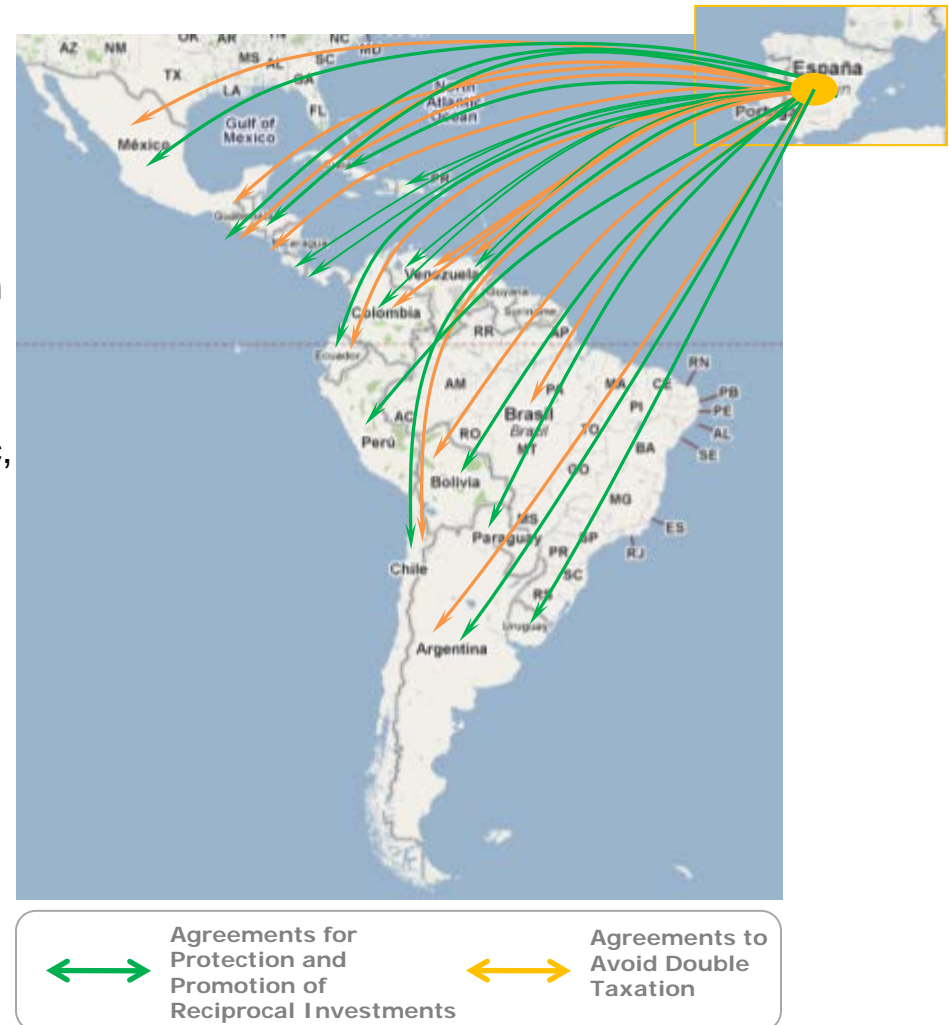 AZ
NM
OK
AR
NC
MD
MS
AL
SC
GA
TX
LA
FL
España
North
Atlantic
Ocean
Gulf of
Mexico
México
PR
Guatemala
Nicaragua
Venezuela
Guyana
Suriname
Colombia
RR
AP
Ecuador
RN
AM
PA
MA
CE
PB
PI
PE
AC
Brasil
Brazil
TO
AL
RO
MT
BA
SE
Perú
GO
Bolivia
MG
ES
MS
Paraguay
SP
RJ
PR
Chile
SC
RS
Uruguay
Argentina
,
Agreements for
Protection and
Promotion of
Reciprocal Investments
Agreements to
Avoid Double
Taxation